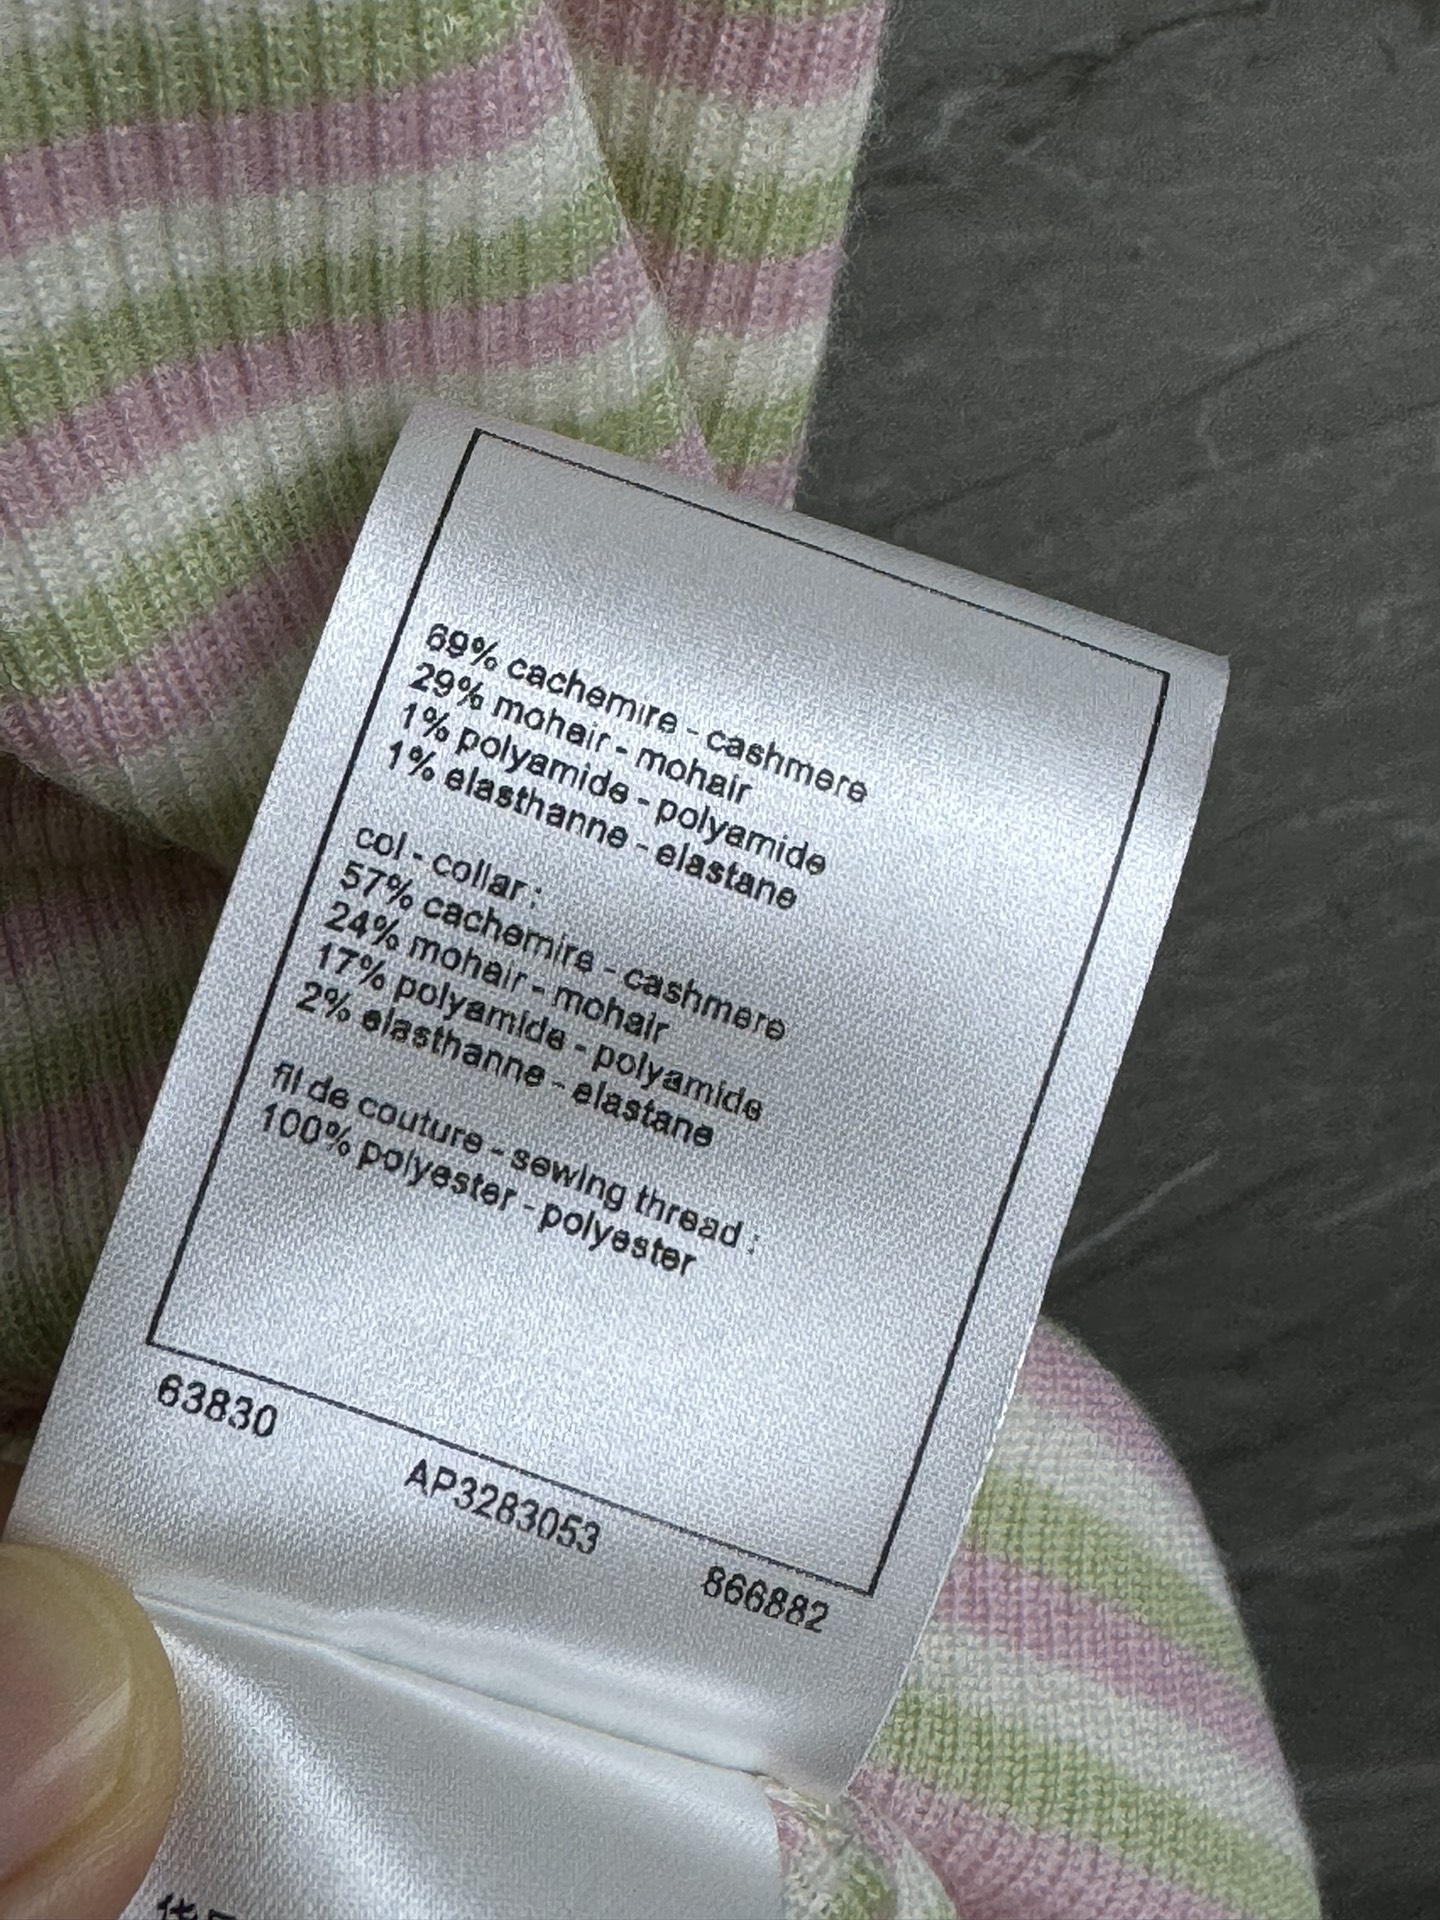 69% cachemire - cashmere
29% mohair - mohair
1% polyamide - polyamide
1% elasthanne - elastane
col - collar :
57% cachemire - cashmere
24% mohair - mohair
17% polyamide - polyamide
2% elasthanne - elastane
fil de couture - sewing thread :
100% polyester - polyester
63830
AP3283053
866882